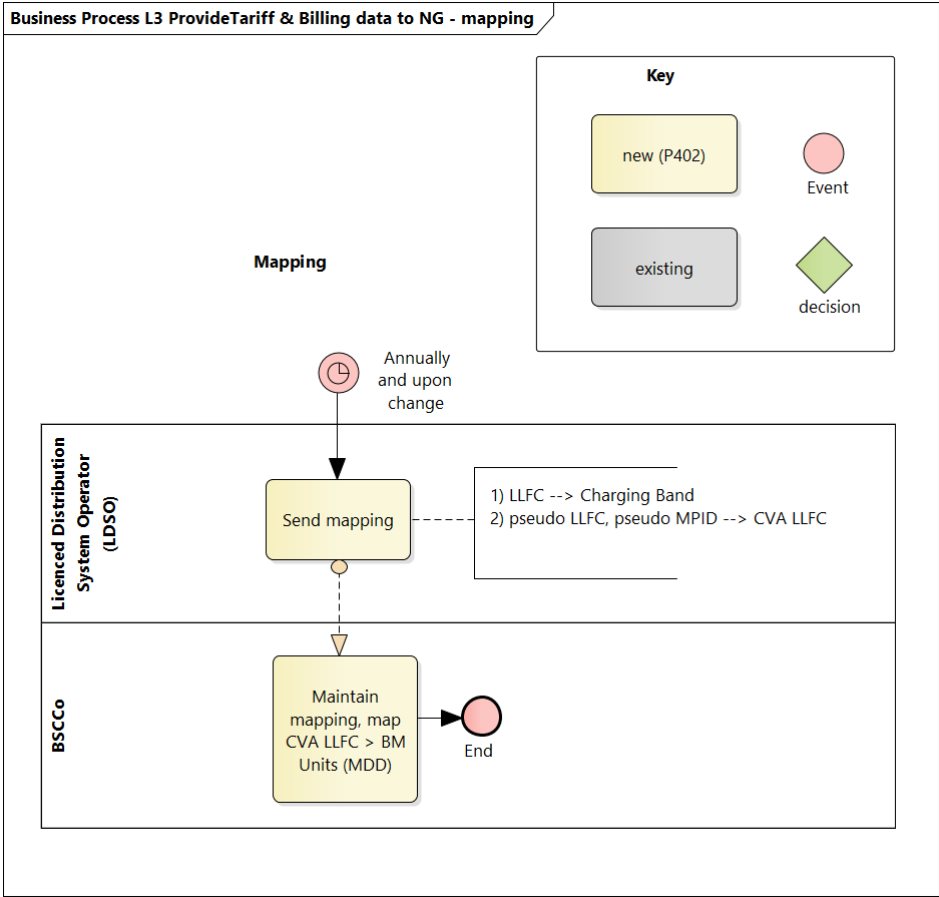 Business Process L3 ProvideTariff & Billing data to NG - mapping
Key
new (P402)
Event
existing
decision
Mapping
Annually
and upon
change
Licenced Distribution
System Operator
(LDSO)
Send mapping
1) LLFC --> Charging Band
2) pseudo LLFC, pseudo MPID --> CVA LLFC
BSCCo
Maintain
mapping, map
CVA LLFC > BM
Units (MDD)
End